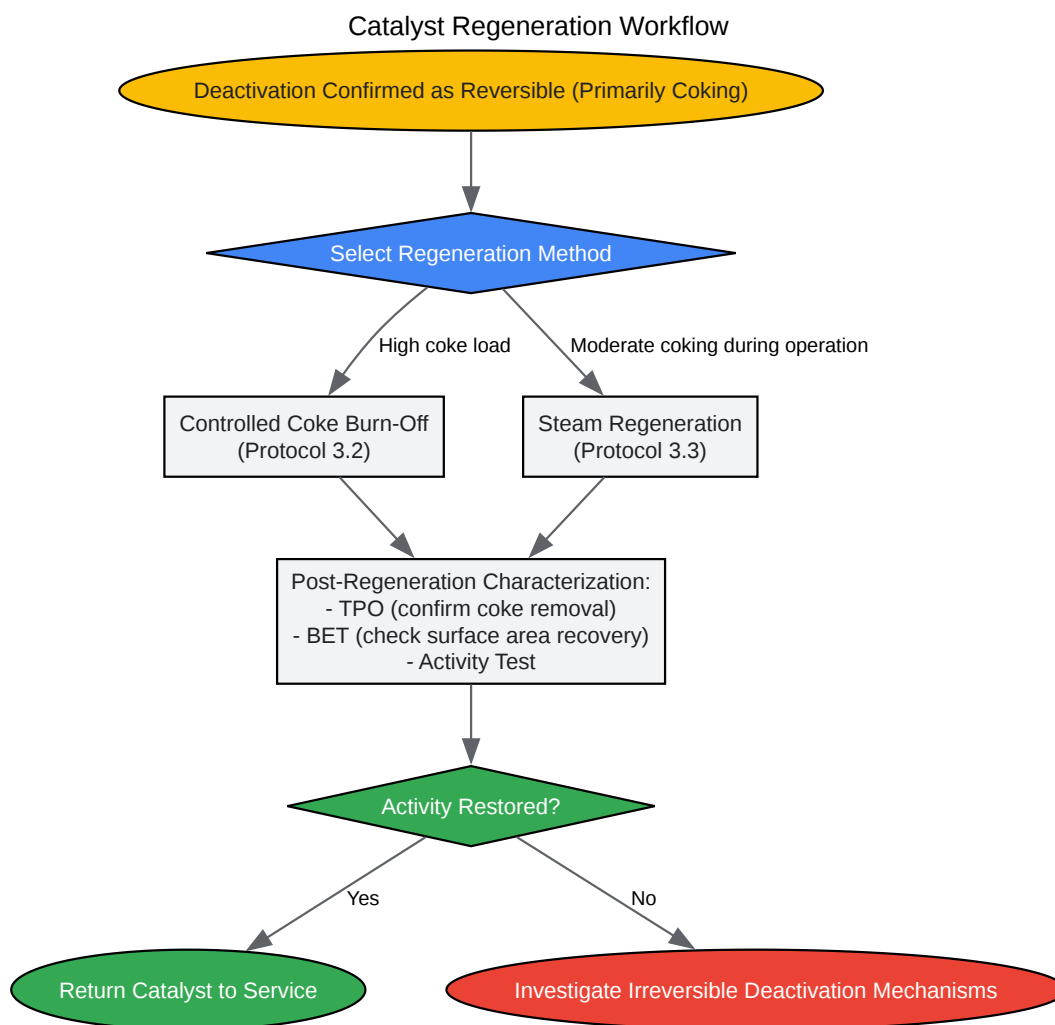 Catalyst Regeneration Workflow
Deactivation Confirmed as Reversible (Primarily Coking)
Select Regeneration Method
High coke load
Moderate coking during operation
Controlled Coke Burn-Off
(Protocol 3.2)
Steam Regeneration
(Protocol 3.3)
Post-Regeneration Characterization:
- TPO (confirm coke removal)
- BET (check surface area recovery)
- Activity Test
Activity Restored?
Yes
No
Return Catalyst to Service
Investigate Irreversible Deactivation Mechanisms